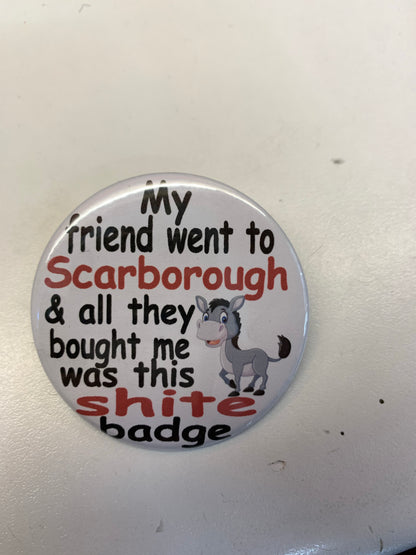 My
friend went to
Scarborough
& all they
bought me
was this
shite
badge